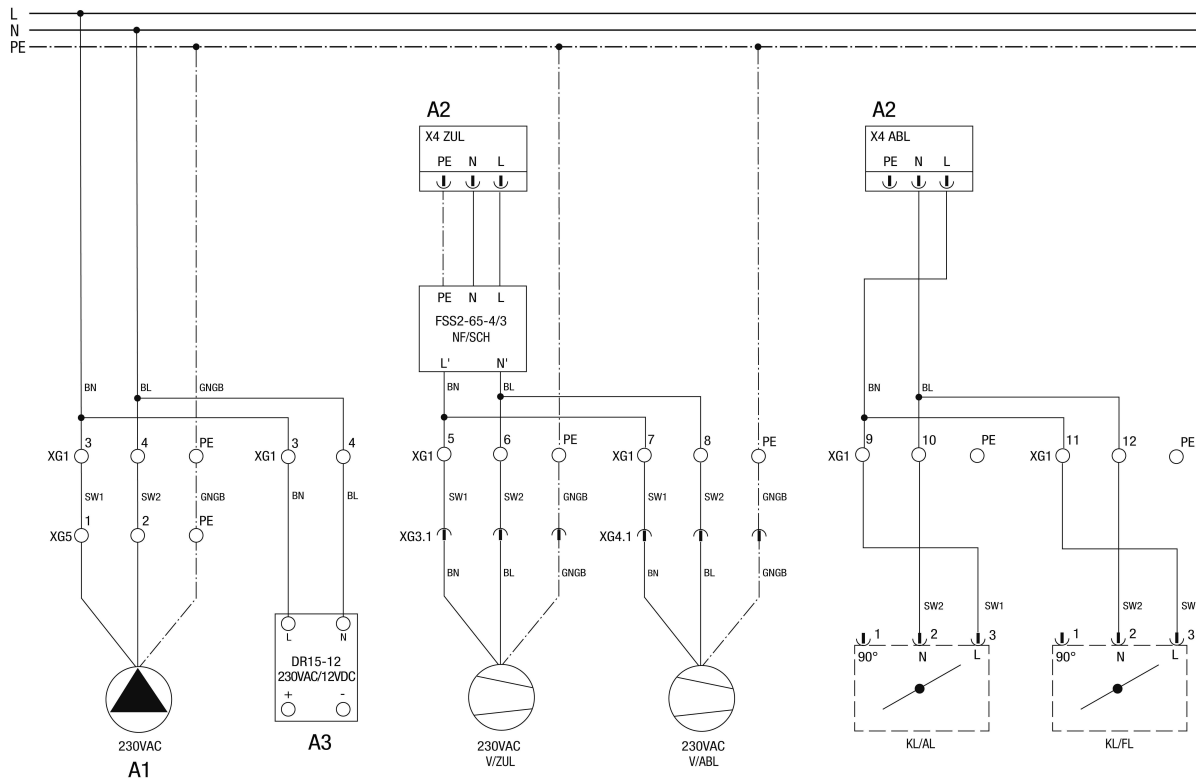 L
N
PE
A2
X4 ZUL
PE N L
A2
X4 ABL
PE N L
PE N L
FSS2-65-4/3
NF/SCH
L' N'
BN BL GNGB
BN BL
BN BL
XG1 3 4 PE
XG1 3 4
XG1 5 6 PE
XG1 7 8 PE
XG1 9 10 PE
XG1 11 12 PE
SW1 SW2 GNGB
BN BL
SW1 SW2 GNGB
SW1 SW2 GNGB
XG5 1 2 PE
XG3.1
XG4.1
BN BL GNGB
BN BL GNGB
SW2 SW1
SW2 SW
L N
DR15-12
230VAC/12VDC
+ -
A3
1 2 3
90° N L
1 2 3
90° N L
230VAC
A1
230VAC
V/ZUL
230VAC
V/ABL
KL/AL
KL/FL